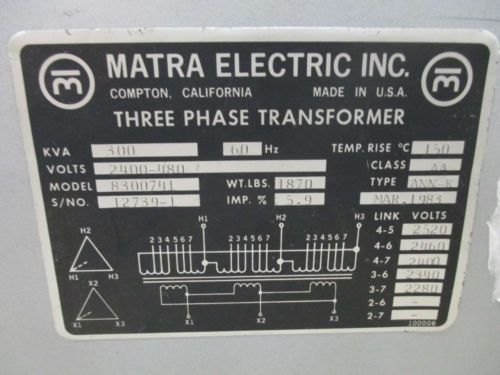 MATRA ELECTRIC INC.
COMPTON, CALIFORNIA MADE IN U.S.A.
THREE PHASE TRANSFORMER
KVA 300 60 Hz TEMP. RISE °C 150
VOLTS 2400-480 CLASS AA
MODEL 8300741 WT.LBS. 1870 TYPE ANN-K
S/NO. 12739-1 IMP. % 5.9 MAR.1983
LINK VOLTS
4-5 2520
4-6 2460
4-7 2400
3-6 2340
3-7 2280
2-6 -
2-7 -
H1 H2 H3
2 3 4 5 6 7 2 3 4 5 6 7 2 3 4 5 6 7
H2
H1 H3
X2
X1 X3
X1 X2 X3
100006